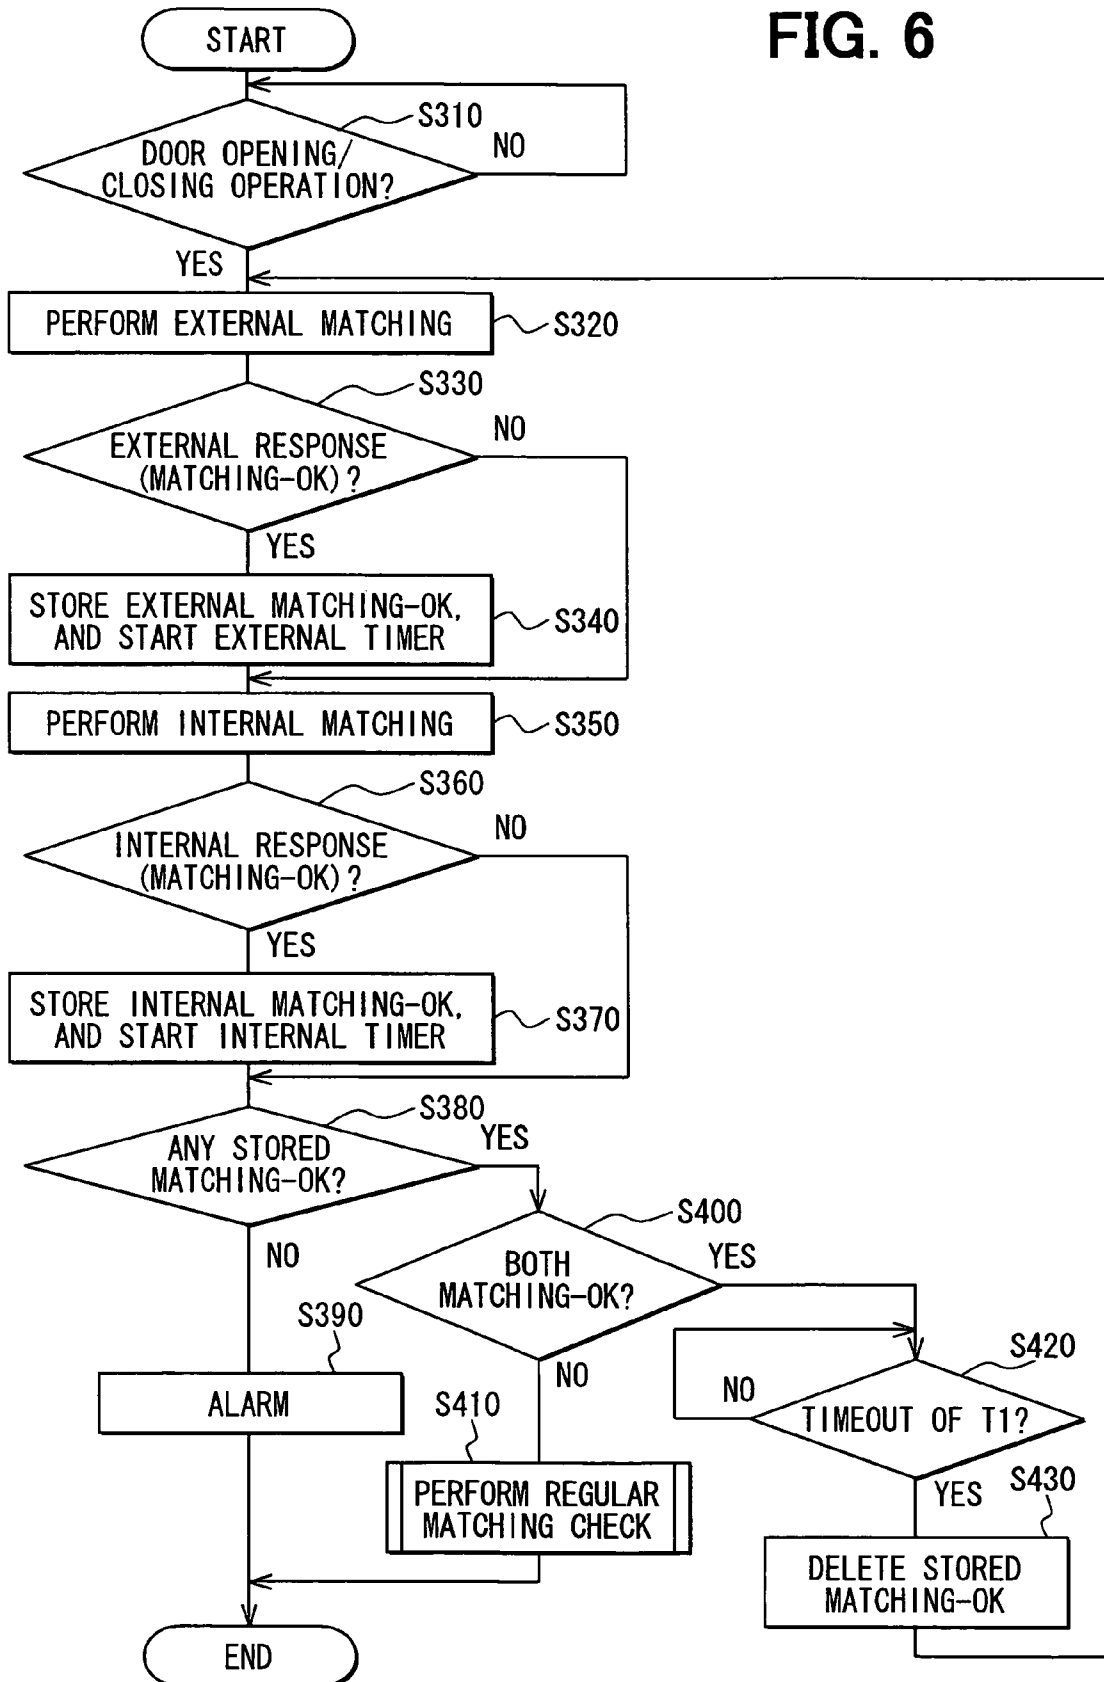 FIG. 6
START
S310
DOOR OPENING/
CLOSING OPERATION?
NO
YES
PERFORM EXTERNAL MATCHING
S320
S330
EXTERNAL RESPONSE
(MATCHING-OK)?
NO
YES
STORE EXTERNAL MATCHING-OK,
AND START EXTERNAL TIMER
S340
PERFORM INTERNAL MATCHING
S350
S360
INTERNAL RESPONSE
(MATCHING-OK)?
NO
YES
STORE INTERNAL MATCHING-OK,
AND START INTERNAL TIMER
S370
S380
ANY STORED
MATCHING-OK?
YES
NO
S400
BOTH
MATCHING-OK?
YES
NO
S390
ALARM
S410
PERFORM REGULAR
MATCHING CHECK
S420
TIMEOUT OF T1?
NO
YES
S430
DELETE STORED
MATCHING-OK
END